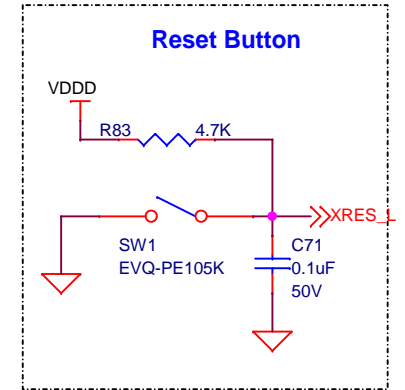 Reset Button
VDDD
R83 4.7K
XRES_L
SW1
EVQ-PE105K
C71
0.1uF
50V